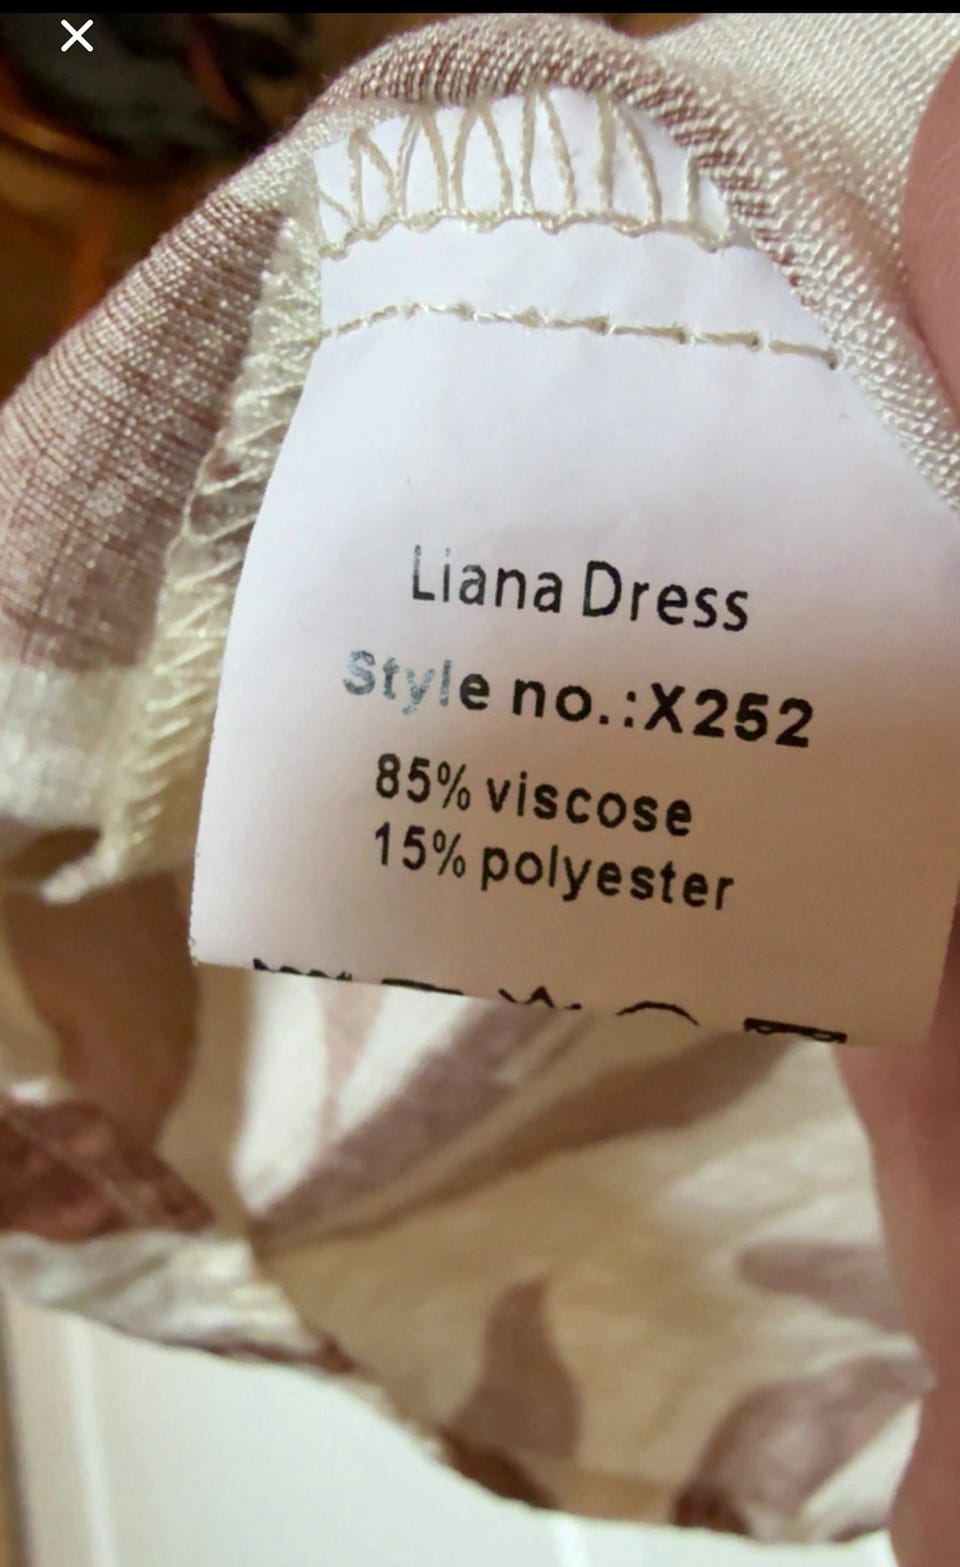 Liana Dress
Style no.:X252
85% viscose
15% polyester